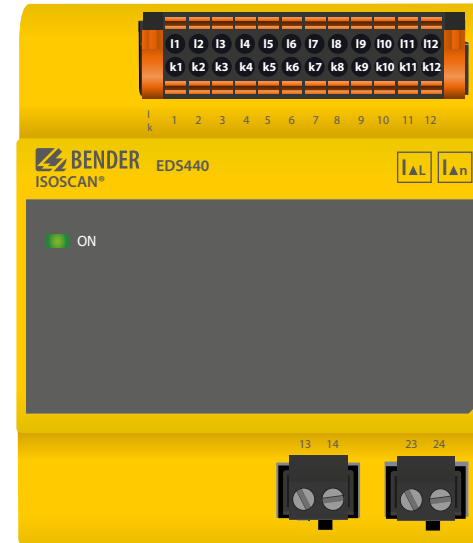 l1 l2 l3 l4 l5 l6 l7 l8 l9 l10 l11 l12
k1 k2 k3 k4 k5 k6 k7 k8 k9 k10 k11 k12
l
k 1 2 3 4 5 6 7 8 9 10 11 12
BENDER EDS440
ISOSCAN®
I▲L I▲n
ON
13 14 23 24